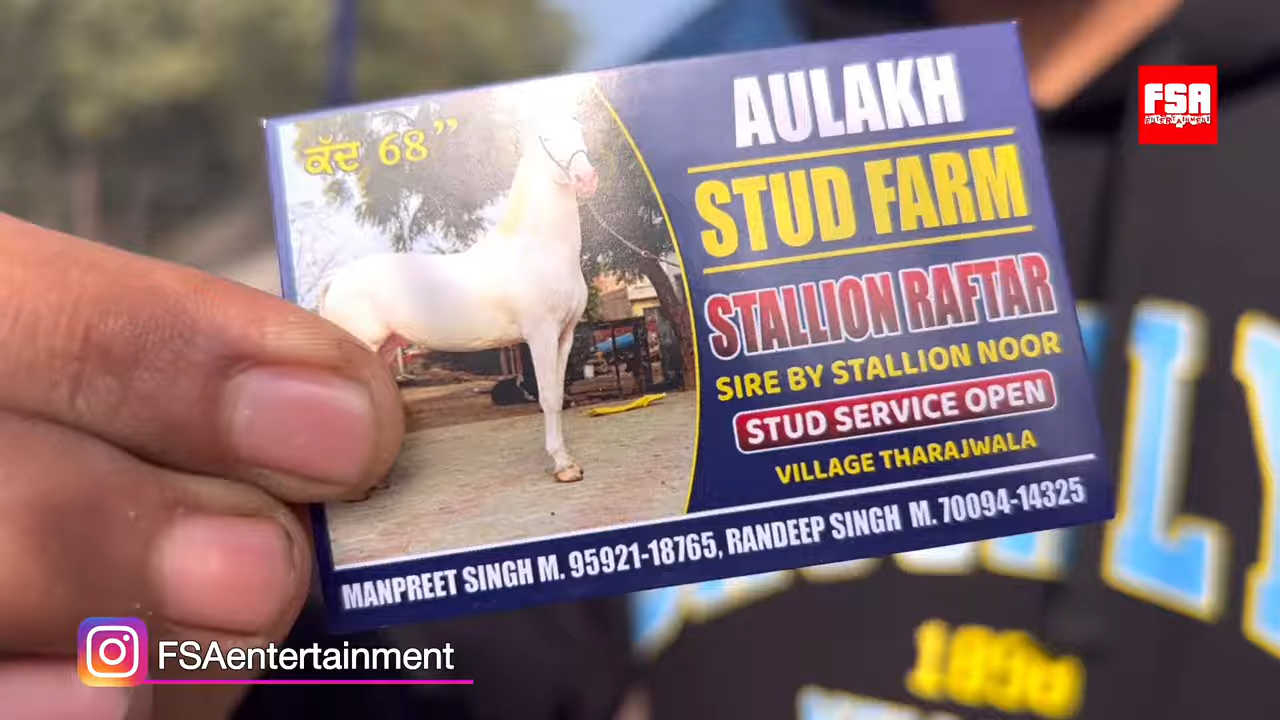 ਕੱਦ 68”
AULAKH
STUD FARM
STALLION RAFTAR
SIRE BY STALLION NOOR
STUD SERVICE OPEN
VILLAGE THARAJWALA
MANPREET SINGH M. 95921-18765, RANDEEP SINGH M. 70094-14325
FSA
ENTERTAINMENT
FSAentertainment